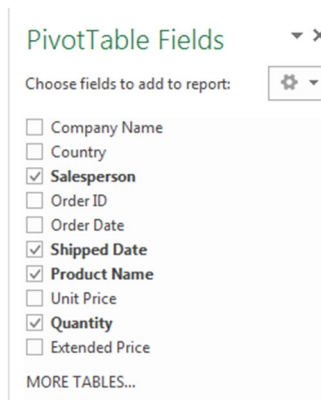 PivotTable Fields
Choose fields to add to report:
Company Name
Country
Salesperson
Order ID
Order Date
Shipped Date
Product Name
Unit Price
Quantity
Extended Price
MORE TABLES...